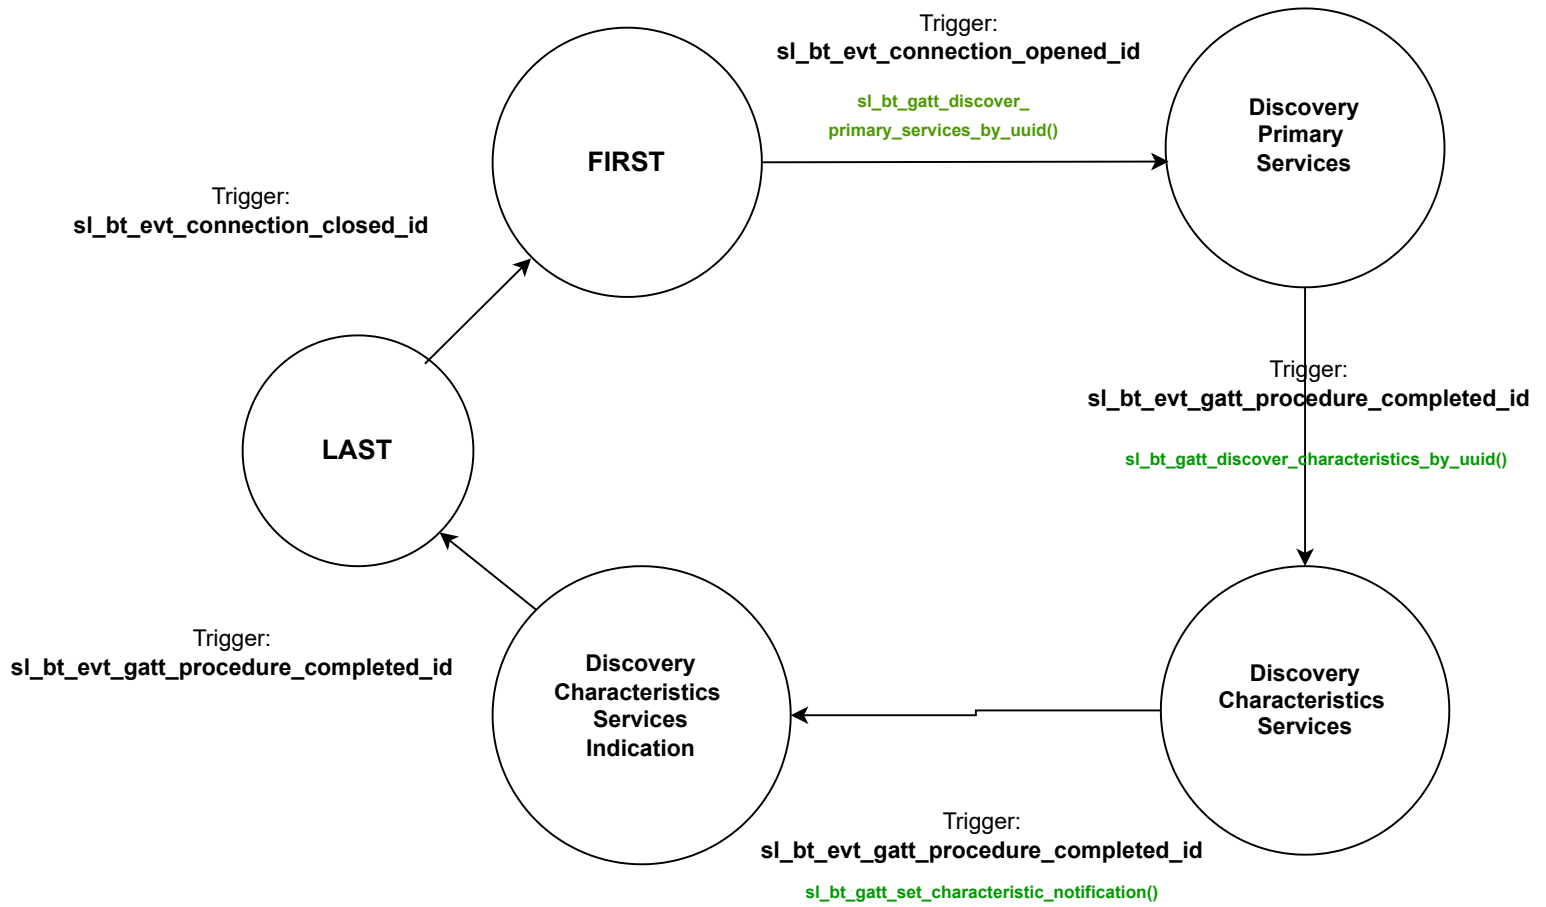 Trigger:
sl_bt_evt_connection_opened_id
sl_bt_gatt_discover_
primary_services_by_uuid()
Discovery
Primary
Services
FIRST
Trigger:
sl_bt_evt_connection_closed_id
Trigger:
sl_bt_evt_gatt_procedure_completed_id
sl_bt_gatt_discover_characteristics_by_uuid()
LAST
Trigger:
sl_bt_evt_gatt_procedure_completed_id
Discovery
Characteristics
Services
Indication
Discovery
Characteristics
Services
Trigger:
sl_bt_evt_gatt_procedure_completed_id
sl_bt_gatt_set_characteristic_notification()